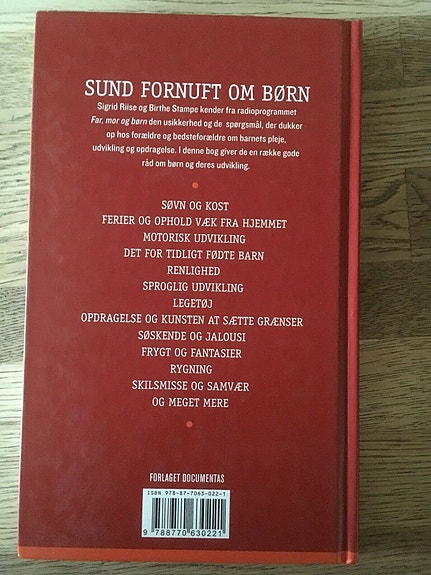 SUND FORNUFT OM BØRN
Sigrid Riise og Birthe Stampe kender fra radioprogrammet
Far, mor og børn den usikkerhed og de spørgsmål, der dukker
op hos forældre og bedsteforældre om barnets pleje,
udvikling og opdragelse. I denne bog giver de en række gode
råd om børn og deres udvikling.
SØVN OG KOST
FERIER OG OPHOLD VÆK FRA HJEMMET
MOTORISK UDVIKLING
DET FOR TIDLIGT FØDTE BARN
RENLIGHED
SPROGLIG UDVIKLING
LEGETØJ
OPDRAGELSE OG KUNSTEN AT SÆTTE GRÆNSER
SØSKENDE OG JALOUSI
FRYGT OG FANTASIER
RYGNING
SKILSMISSE OG SAMVÆR
OG MEGET MERE
FORLAGET DOCUMENTAS
ISBN 978-87-7063-022-1
9 788770 630221